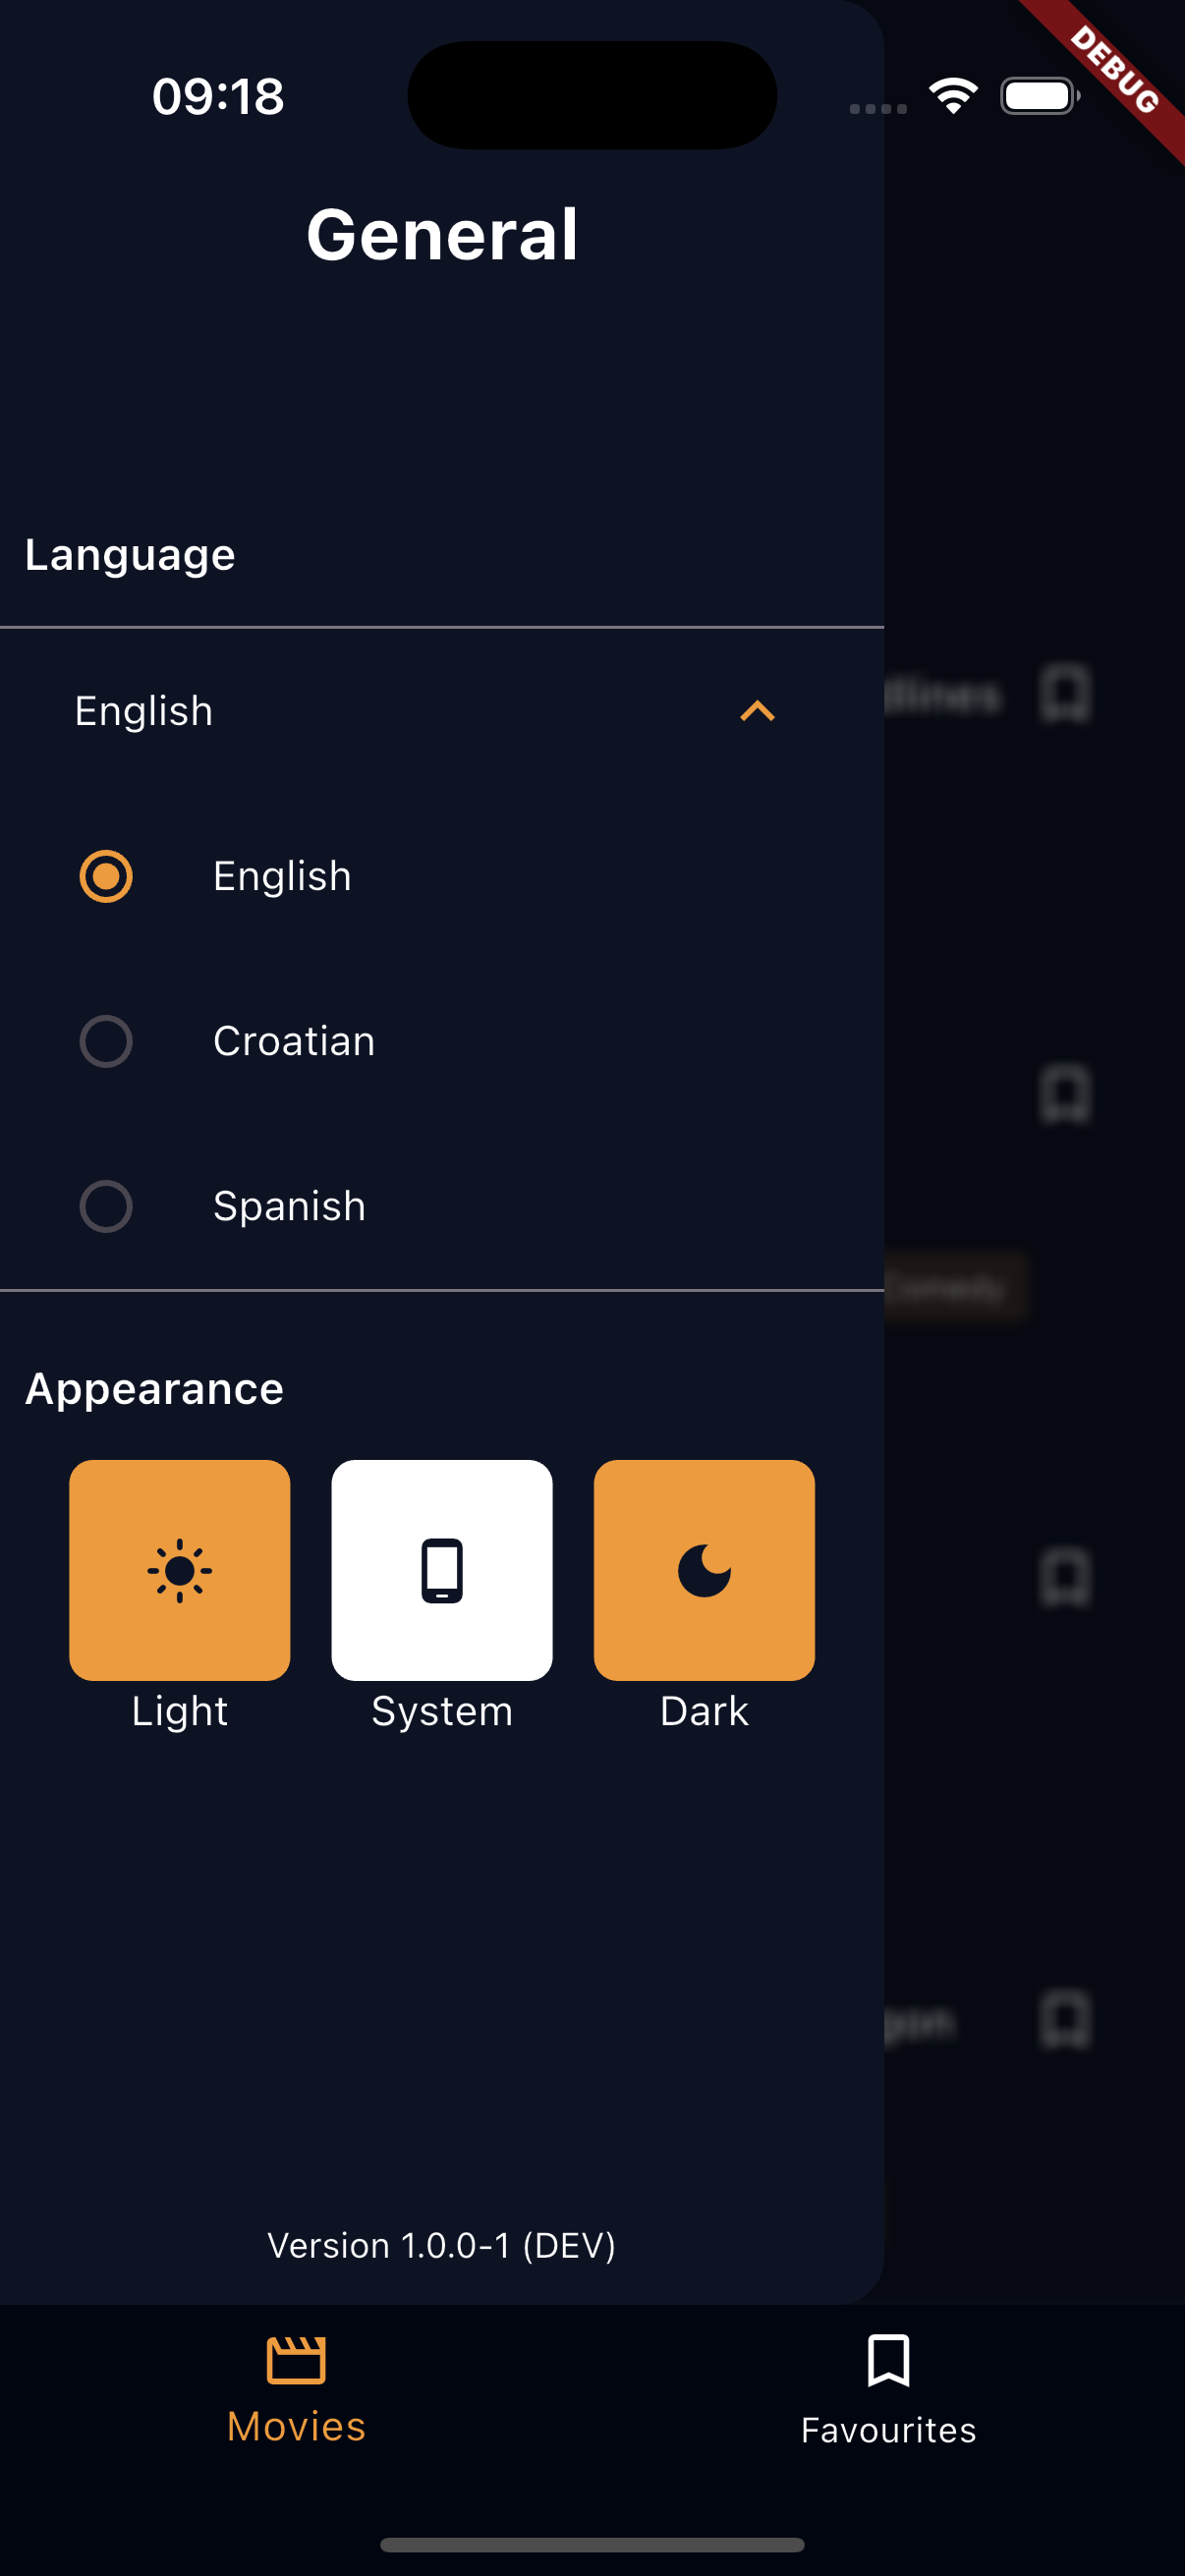 09:18
DEBUG
General
Language
English
English
Croatian
Spanish
Comedy
Appearance
Light
System
Dark
Version 1.0.0-1 (DEV)
Movies
Favourites